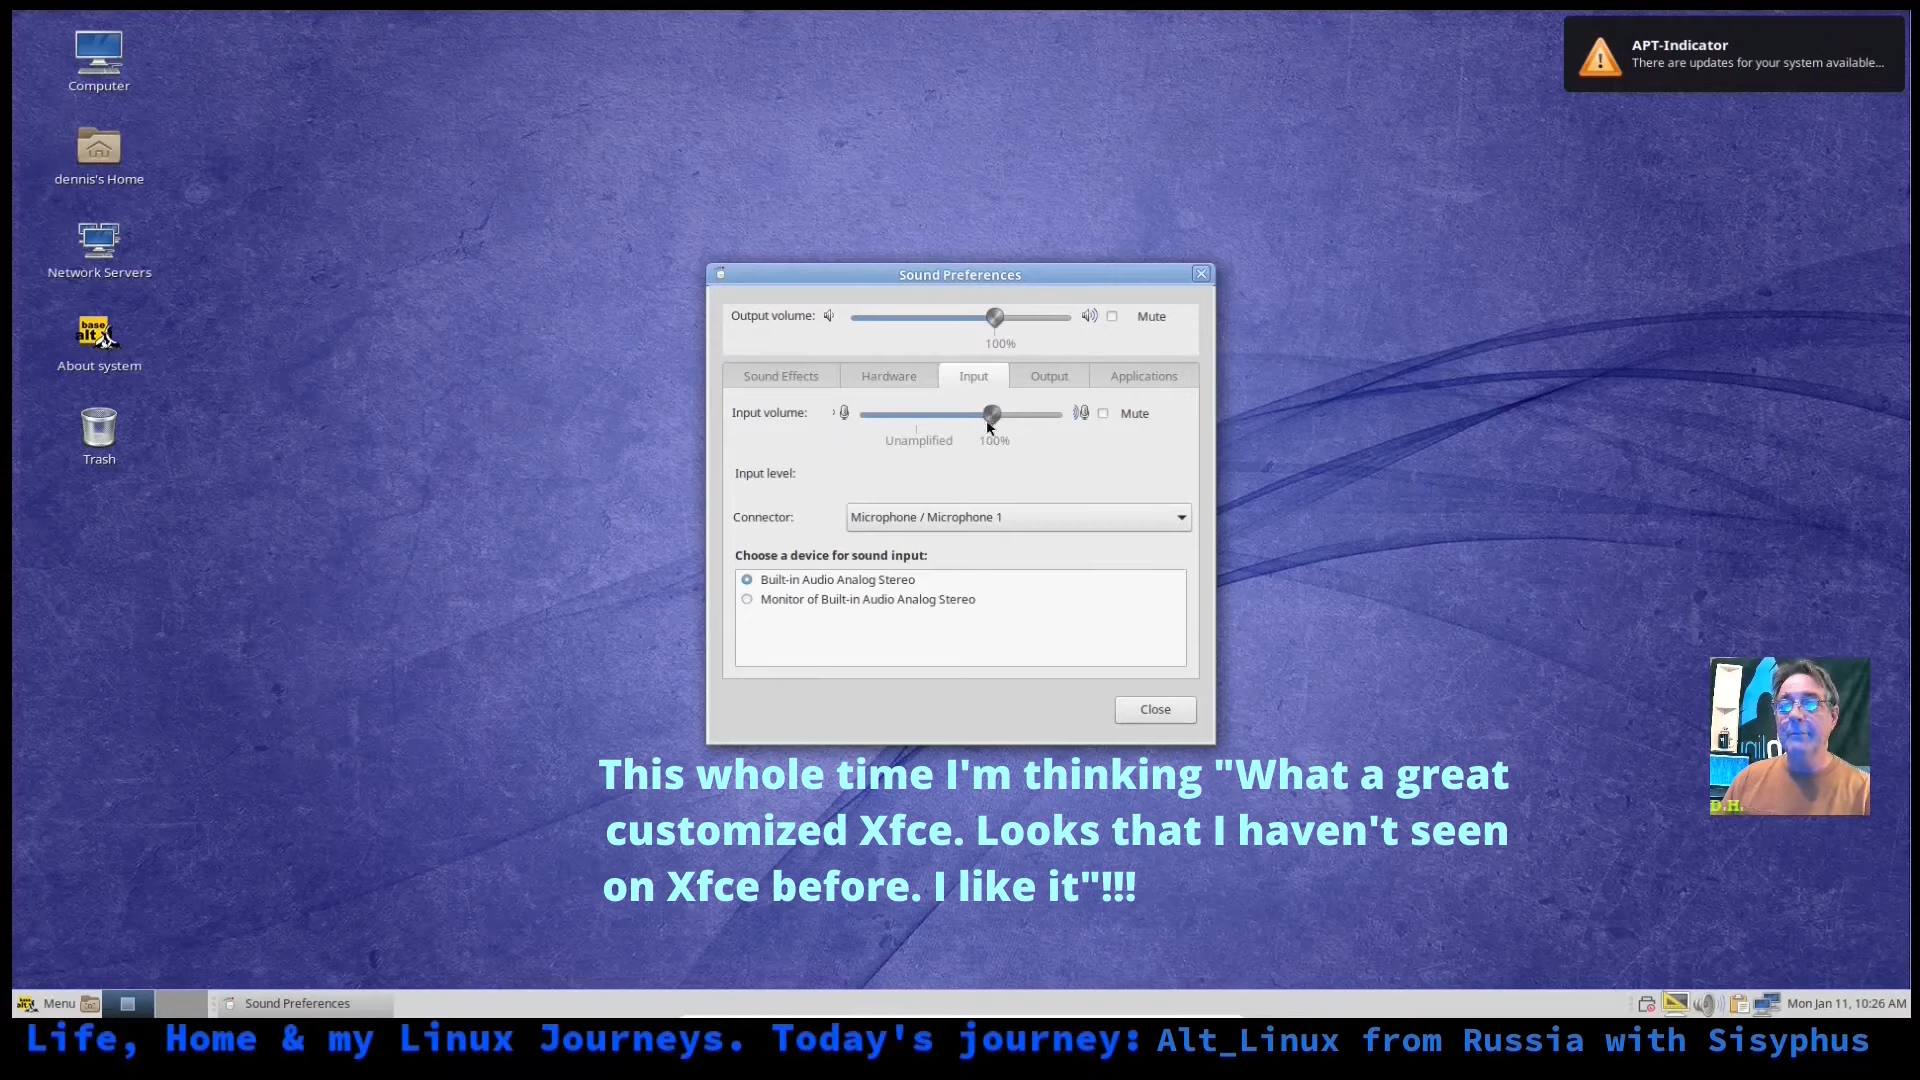 Computer
dennis's Home
Network Servers
base
alt
About system
Trash
APT-Indicator
There are updates for your system available...
Sound Preferences
Output volume:
Mute
100%
Sound Effects
Hardware
Input
Output
Applications
Input volume:
Mute
Unamplified
100%
Input level:
Connector:
Microphone / Microphone 1
Choose a device for sound input:
Built-in Audio Analog Stereo
Monitor of Built-in Audio Analog Stereo
Close
D.H.
This whole time I'm thinking "What a great
customized Xfce. Looks that I haven't seen
on Xfce before. I like it"!!!
base
alt
Menu
Sound Preferences
Mon Jan 11, 10:26 AM
Life, Home & my Linux Journeys. Today's journey: Alt_Linux from Russia with Sisyphus